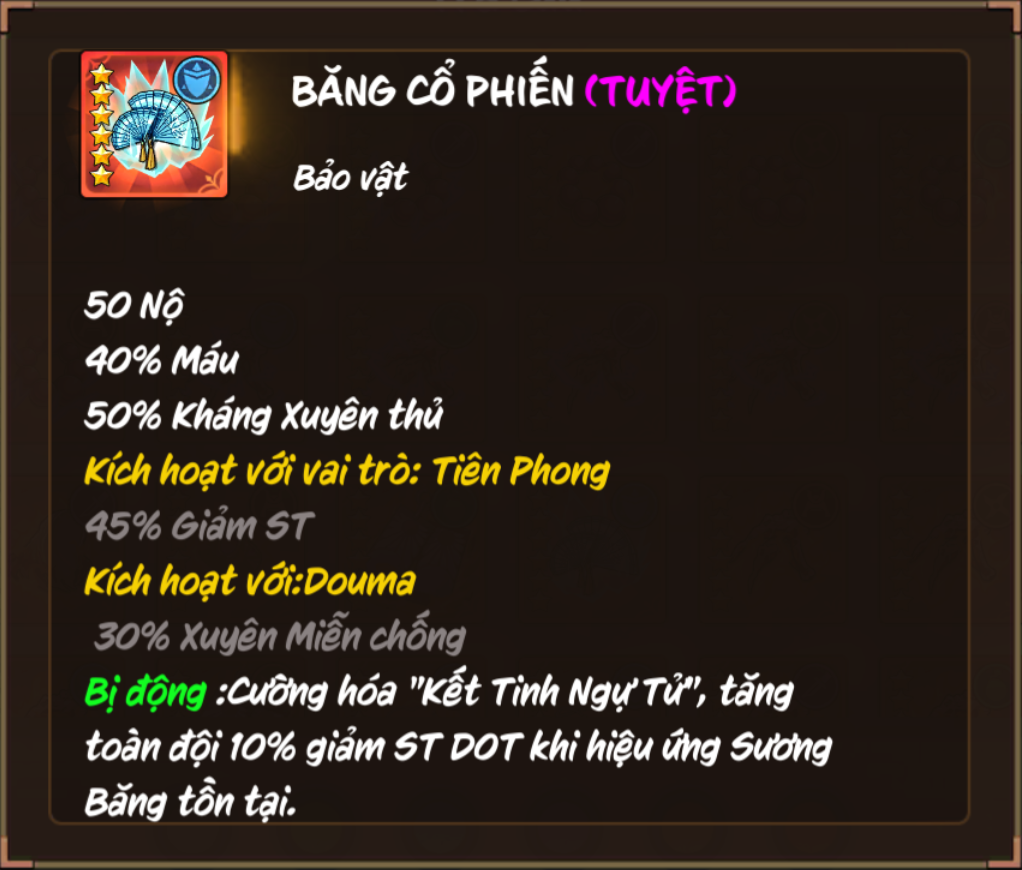 BĂNG CỔ PHIẾN (TUYỆT)
Bảo vật
50 Nộ
40% Máu
50% Kháng Xuyên thủ
Kích hoạt với vai trò: Tiên Phong
45% Giảm ST
Kích hoạt với:Douma
30% Xuyên Miễn chống
Bị động :Cường hóa "Kết Tinh Ngự Tử", tăng
toàn đội 10% giảm ST DOT khi hiệu ứng Sương
Băng tồn tại.